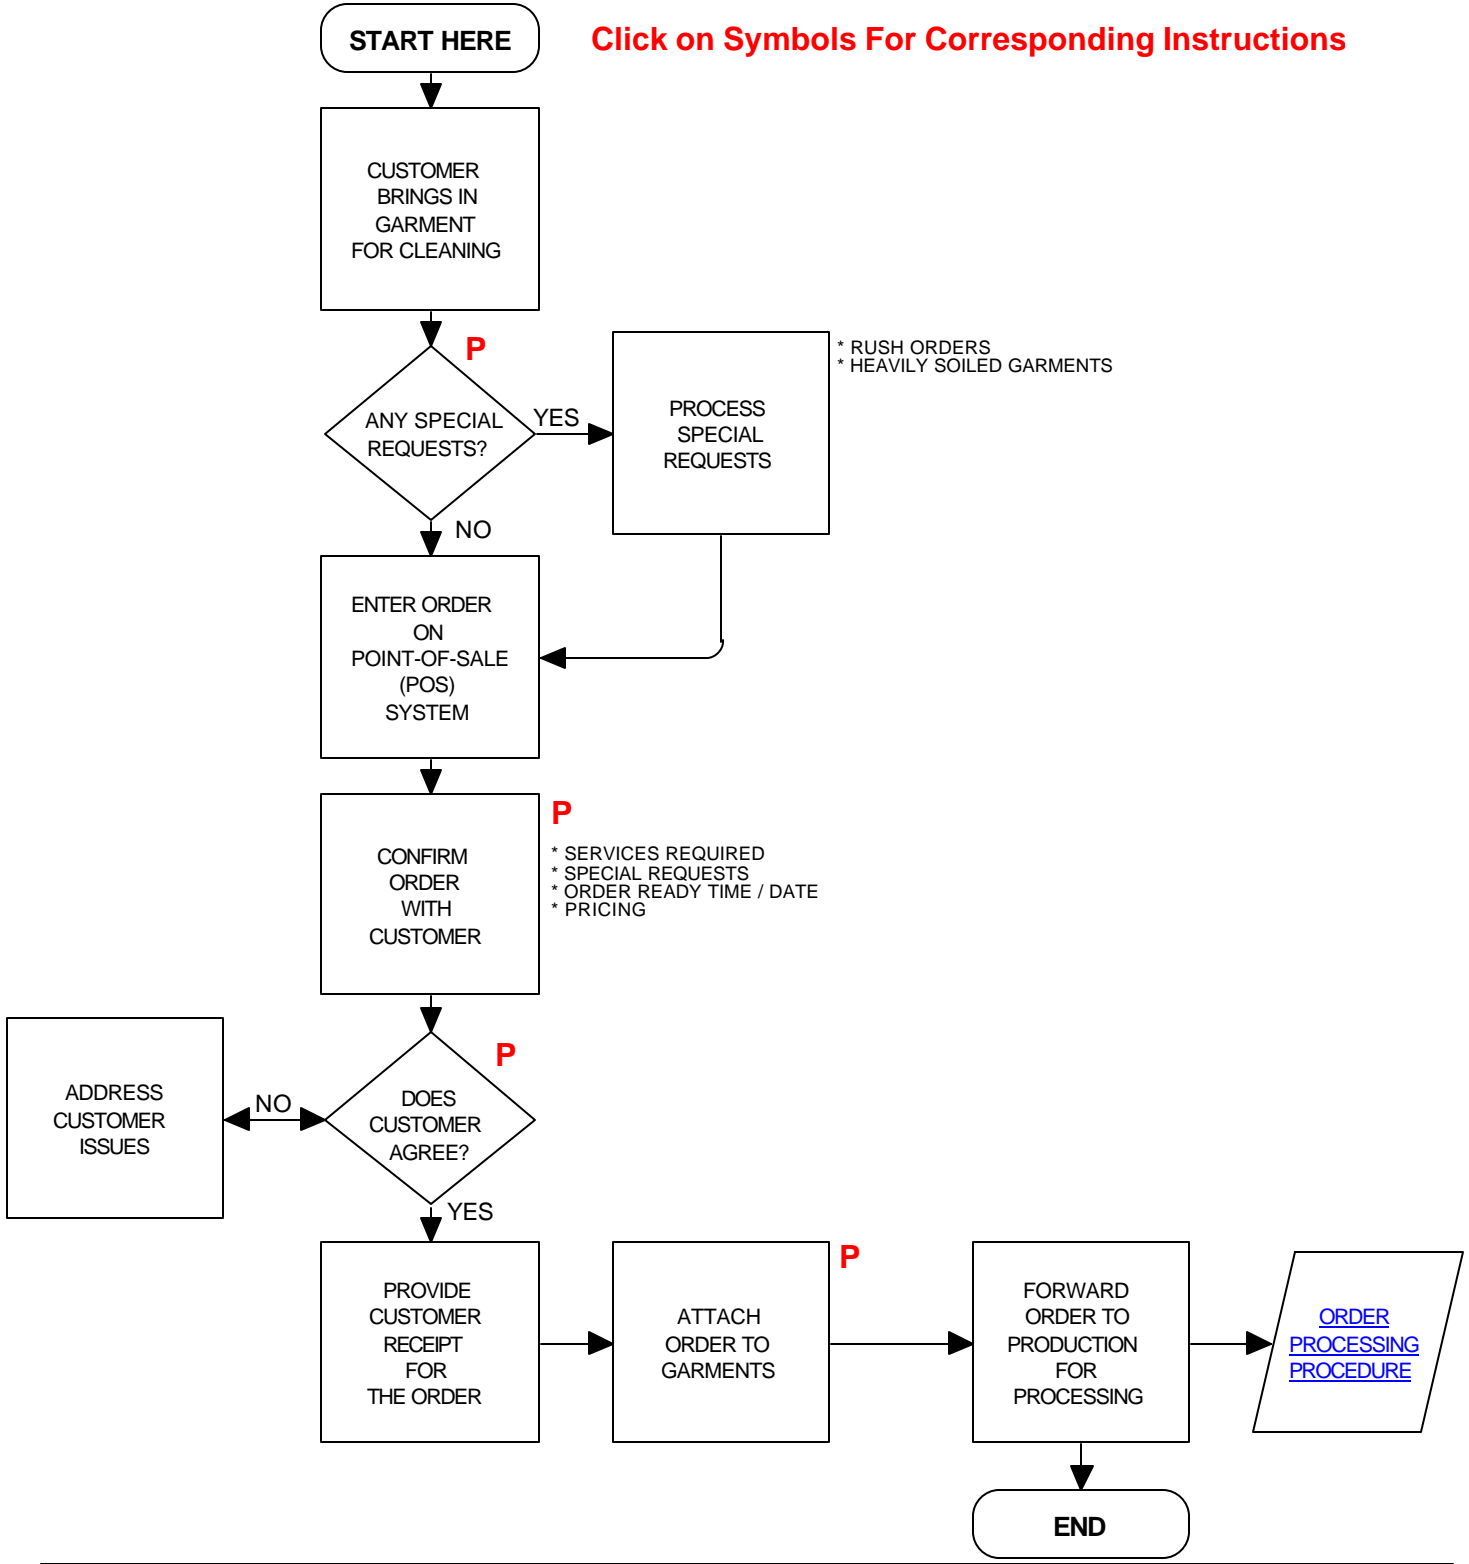 START HERE
Click on Symbols For Corresponding Instructions
CUSTOMER
BRINGS IN
GARMENT
FOR CLEANING
P
ANY SPECIAL
REQUESTS?
YES
PROCESS
SPECIAL
REQUESTS
* RUSH ORDERS
* HEAVILY SOILED GARMENTS
NO
ENTER ORDER
ON
POINT-OF-SALE
(POS)
SYSTEM
CONFIRM
ORDER
WITH
CUSTOMER
P
* SERVICES REQUIRED
* SPECIAL REQUESTS
* ORDER READY TIME / DATE
* PRICING
P
DOES
CUSTOMER
AGREE?
NO
ADDRESS
CUSTOMER
ISSUES
YES
PROVIDE
CUSTOMER
RECEIPT
FOR
THE ORDER
ATTACH
ORDER TO
GARMENTS
P
FORWARD
ORDER TO
PRODUCTION
FOR
PROCESSING
ORDER
PROCESSING
PROCEDURE
END